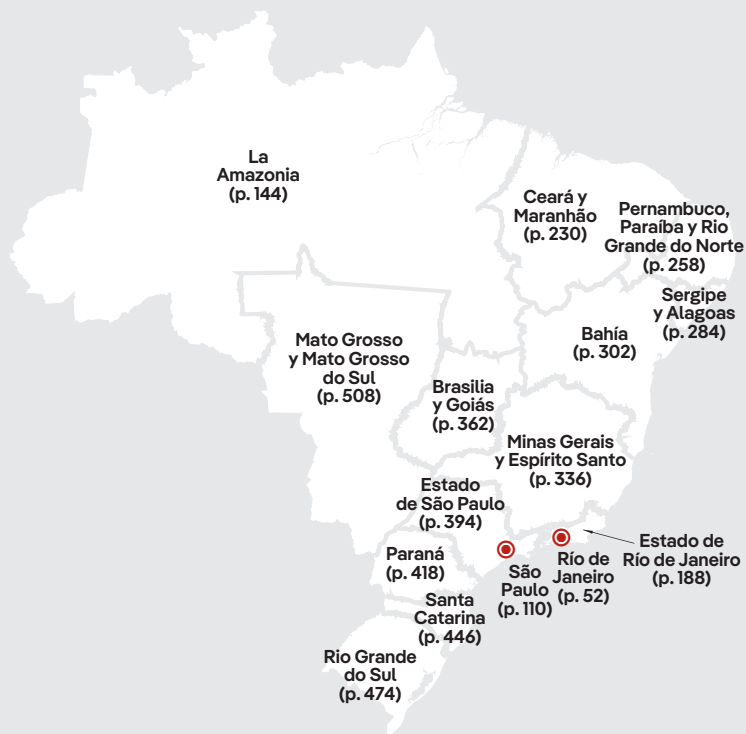 La
Amazonia
(p. 144)
Ceará y
Maranhão
(p. 230)
Pernambuco,
Paraíba y Rio
Grande do Norte
(p. 258)
Sergipe
y Alagoas
(p. 284)
Bahía
(p. 302)
Mato Grosso
y Mato Grosso
do Sul
(p. 508)
Brasilia
y Goiás
(p. 362)
Minas Gerais
y Espírito Santo
(p. 336)
Estado
de São Paulo
(p. 394)
Estado de
Río de Janeiro
(p. 188)
Paraná
(p. 418)
São
Paulo
(p. 110)
Río de
Janeiro
(p. 52)
Santa
Catarina
(p. 446)
Rio Grande
do Sul
(p. 474)